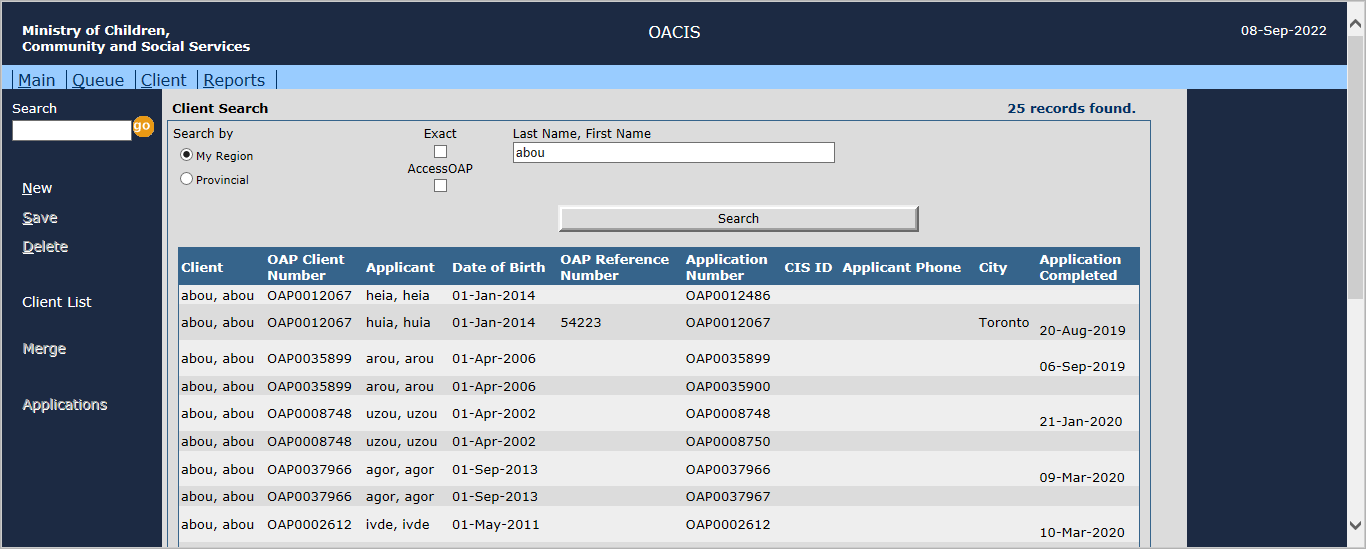 Ministry of Children,
Community and Social Services
OACIS
08-Sep-2022
Main Queue Client Reports
Search
go
New
Save
Delete
Client List
Merge
Applications
Client Search
25 records found.
Search by
My Region
Provincial
Exact
AccessOAP
Last Name, First Name
abou
Search
Client OAP Client Number Applicant Date of Birth OAP Reference Number Application Number CIS ID Applicant Phone City Application Completed
abou, abou OAP0012067 heia, heia 01-Jan-2014 OAP0012486
abou, abou OAP0012067 huia, huia 01-Jan-2014 54223 OAP0012067 Toronto 20-Aug-2019
abou, abou OAP0035899 arou, arou 01-Apr-2006 OAP0035899 06-Sep-2019
abou, abou OAP0035899 arou, arou 01-Apr-2006 OAP0035900
abou, abou OAP0008748 uzou, uzou 01-Apr-2002 OAP0008748 21-Jan-2020
abou, abou OAP0008748 uzou, uzou 01-Apr-2002 OAP0008750
abou, abou OAP0037966 agor, agor 01-Sep-2013 OAP0037966 09-Mar-2020
abou, abou OAP0037966 agor, agor 01-Sep-2013 OAP0037967
abou, abou OAP0002612 ivde, ivde 01-May-2011 OAP0002612 10-Mar-2020